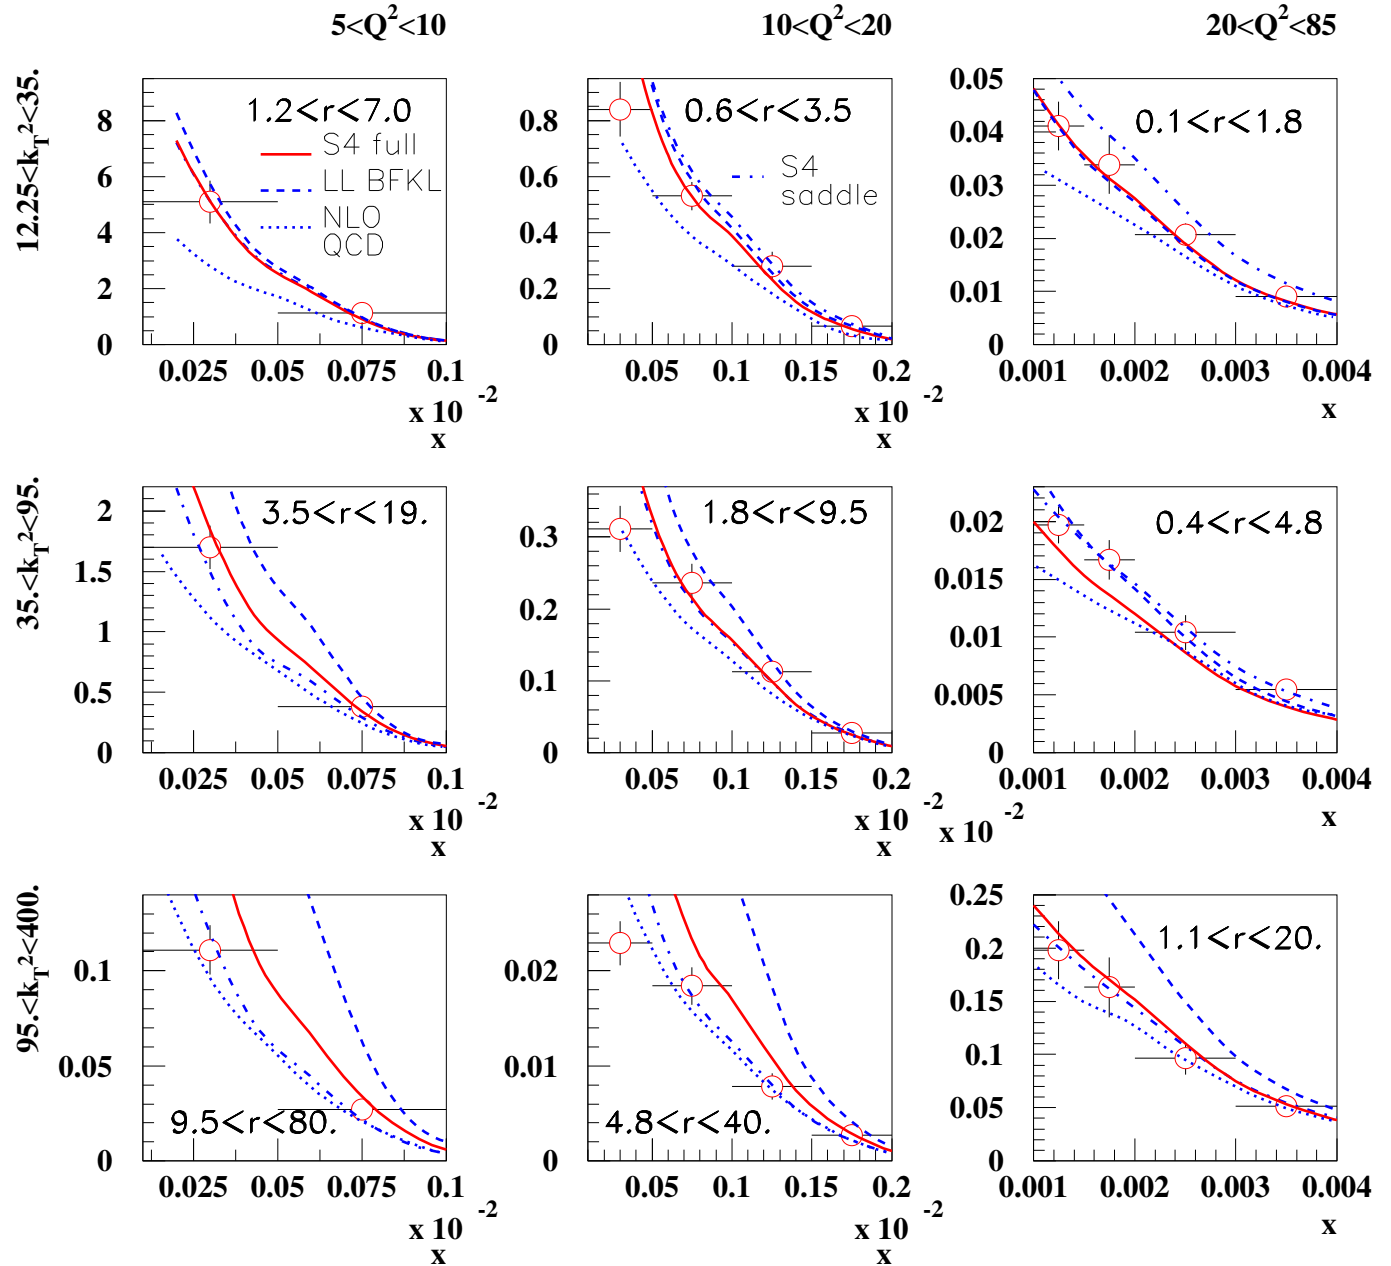 5<Q²<10
10<Q²<20
20<Q²<85
12.25<k_T²<35.
1.2<r<7.0
S4 full
LL BFKL
NLO
QCD
8
6
4
2
0
0.025 0.05 0.075 0.1
x 10⁻²
x
0.6<r<3.5
S4
saddle
0.8
0.6
0.4
0.2
0
0.05 0.1 0.15 0.2
x 10⁻²
x
0.1<r<1.8
0.05
0.04
0.03
0.02
0.01
0
0.001 0.002 0.003 0.004
x
35.<k_T²<95.
3.5<r<19.
2
1.5
1
0.5
0
0.025 0.05 0.075 0.1
x 10⁻²
x
1.8<r<9.5
0.3
0.2
0.1
0
0.05 0.1 0.15 0.2
x 10⁻²
x
0.4<r<4.8
0.02
0.015
0.01
0.005
0
0.001 0.002 0.003 0.004
x
95.<k_T²<400.
9.5<r<80.
0.1
0.05
0
0.025 0.05 0.075 0.1
x 10⁻²
x
4.8<r<40.
0.02
0.01
0
0.05 0.1 0.15 0.2
x 10⁻²
x
x 10⁻²
1.1<r<20.
0.25
0.2
0.15
0.1
0.05
0
0.001 0.002 0.003 0.004
x